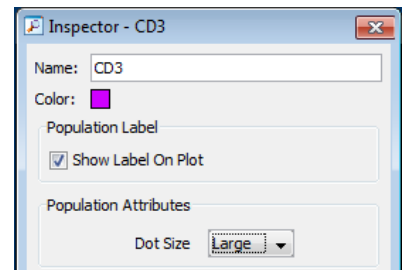 Inspector - CD3
Name: CD3
Color:
Population Label
Show Label On Plot
Population Attributes
Dot Size Large